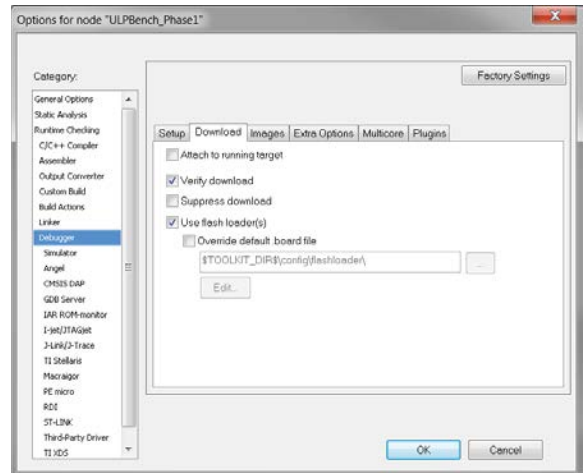 Options for node "ULPBench_Phase1"
Category:
Factory Settings
General Options
Static Analysis
Runtime Checking
C/C++ Compiler
Assembler
Output Converter
Custom Build
Build Actions
Linker
Debugger
Simulator
Angel
CMSIS DAP
GDB Server
IAR ROM-monitor
I-jet/JTAGjet
J-Link/J-Trace
TI Stellaris
Macraigor
PE micro
RDI
ST-LINK
Third-Party Driver
TI XDS
Setup Download Images Extra Options Multicore Plugins
Attach to running target
Verify download
Suppress download
Use flash loader(s)
Override default .board file
$TOOLKIT_DIR$\config\flashloader\
...
Edit...
OK Cancel